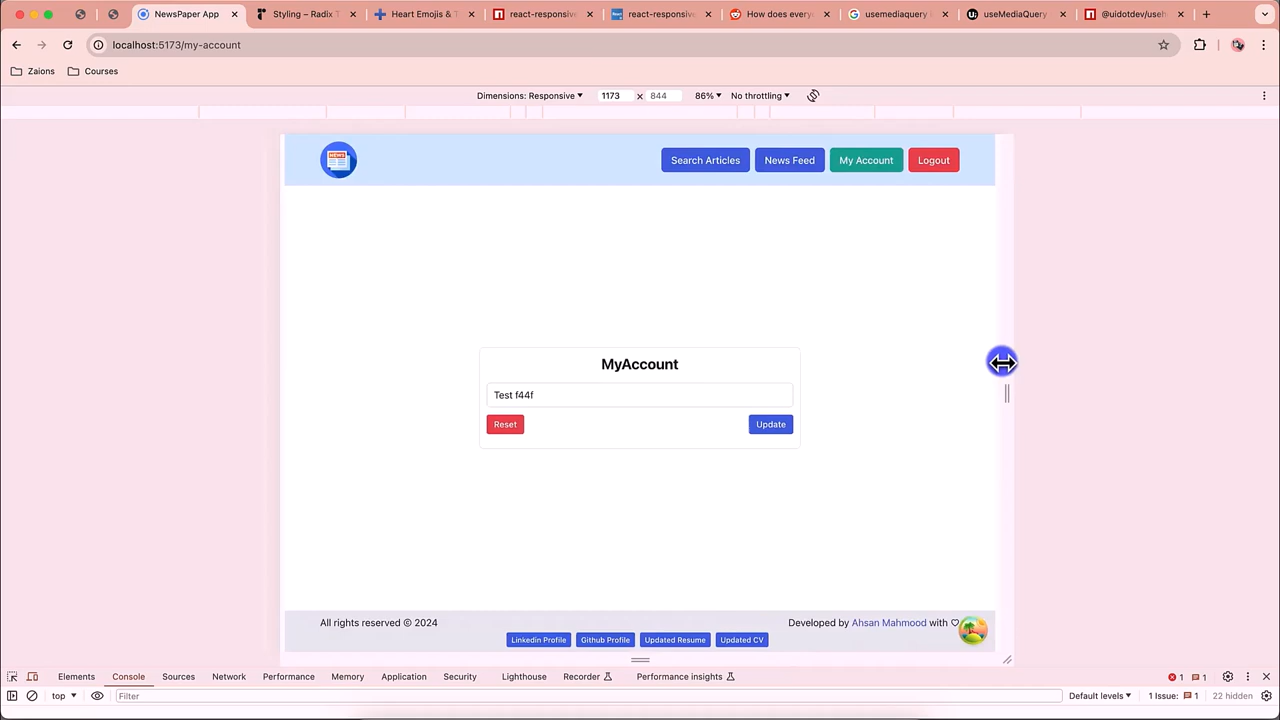 NewsPaper App
Styling – Radix T
Heart Emojis & T
react-responsive
react-responsive
How does every
usemediaquery
useMediaQuery
@uidotdev/useh
localhost:5173/my-account
Zaions
Courses
Dimensions: Responsive
1173 × 844
86%
No throttling
NEWS
Search Articles
News Feed
My Account
Logout
MyAccount
Test f44f
Reset
Update
All rights reserved © 2024
Developed by Ahsan Mahmood with ♡
Linkedin Profile
Github Profile
Updated Resume
Updated CV
Elements
Console
Sources
Network
Performance
Memory
Application
Security
Lighthouse
Recorder
Performance insights
1
1
top
Filter
Default levels
1 Issue: 1
22 hidden